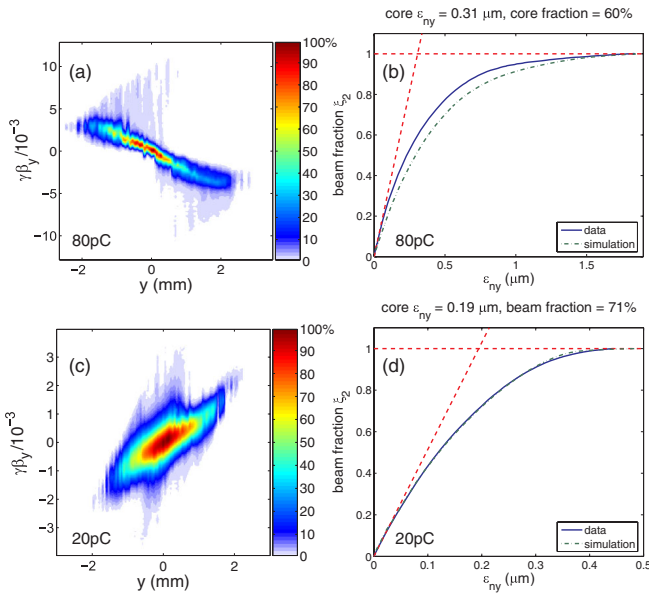 core ε_ny = 0.31 μm, core fraction = 60%
(a)
γβ_y/10^-3
10
5
0
-5
-10
-2 0 2
y (mm)
80pC
100%
90
80
70
60
50
40
30
20
10
0
(b)
beam fraction ξ_2
1
0.8
0.6
0.4
0.2
0
0 0.5 1 1.5
ε_ny (μm)
80pC
data
simulation
core ε_ny = 0.19 μm, beam fraction = 71%
(c)
γβ_y/10^-3
3
2
1
0
-1
-2
-3
-2 0 2
y (mm)
20pC
100%
90
80
70
60
50
40
30
20
10
0
(d)
beam fraction ξ_2
1
0.8
0.6
0.4
0.2
0
0 0.1 0.2 0.3 0.4 0.5
ε_ny (μm)
20pC
data
simulation